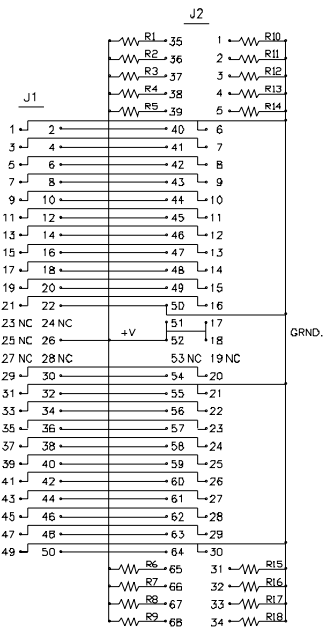 J2
R1 35 1 R10
R2 36 2 R11
R3 37 3 R12
R4 38 4 R13
J1
R5 39 5 R14
1 2 40 6
3 4 41 7
5 6 42 8
7 8 43 9
9 10 44 10
11 12 45 11
13 14 46 12
15 16 47 13
17 18 48 14
19 20 49 15
21 22 50 16
23 NC 24 NC 51 17
+V GRND.
25 NC 26 52 18
27 NC 28 NC 53 NC 19 NC
29 30 54 20
31 32 55 21
33 34 56 22
35 36 57 23
37 38 58 24
39 40 59 25
41 42 60 26
43 44 61 27
45 46 62 28
47 48 63 29
49 50 64 30
R6 65 31 R15
R7 66 32 R16
R8 67 33 R17
R9 68 34 R18